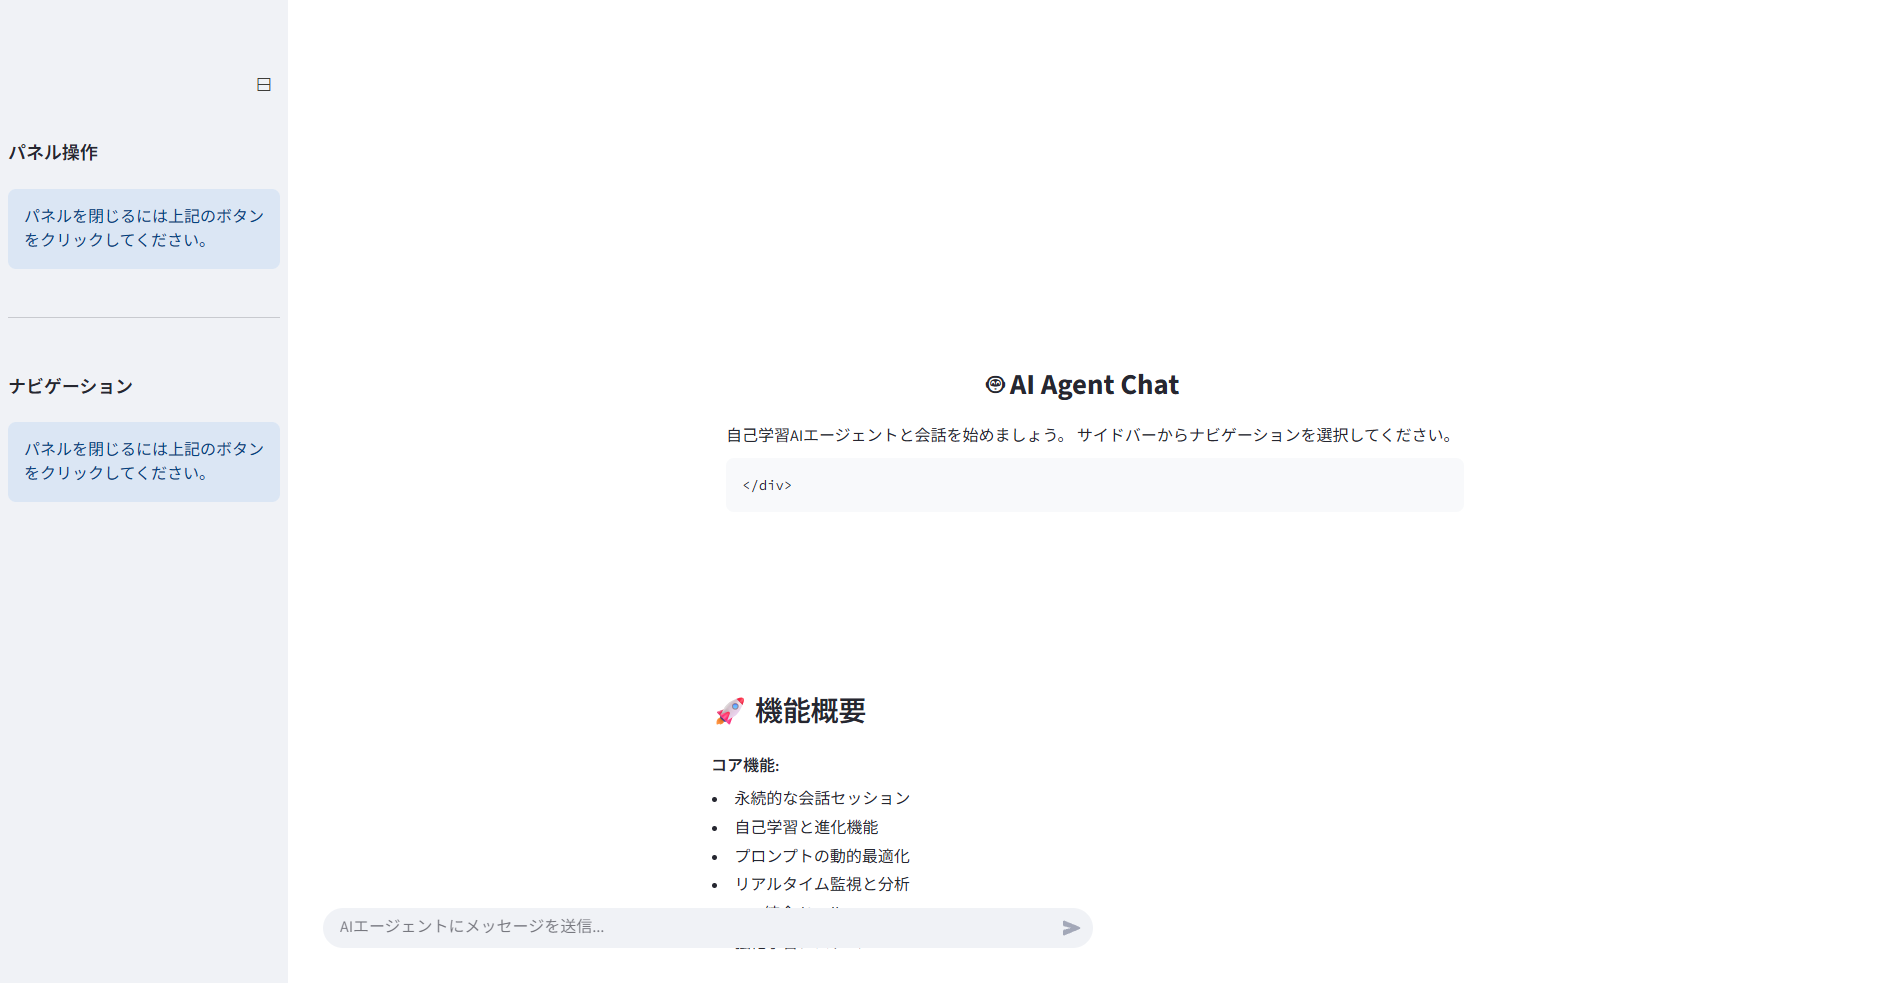 パネル操作
パネルを閉じるには上記のボタン
をクリックしてください。
ナビゲーション
パネルを閉じるには上記のボタン
をクリックしてください。
AI Agent Chat
自己学習AIエージェントと会話を始めましょう。 サイドバーからナビゲーションを選択してください。
</div>
🚀 機能概要
コア機能:
• 永続的な会話セッション
• 自己学習と進化機能
• プロンプトの動的最適化
• リアルタイム監視と分析
AIエージェントにメッセージを送信...